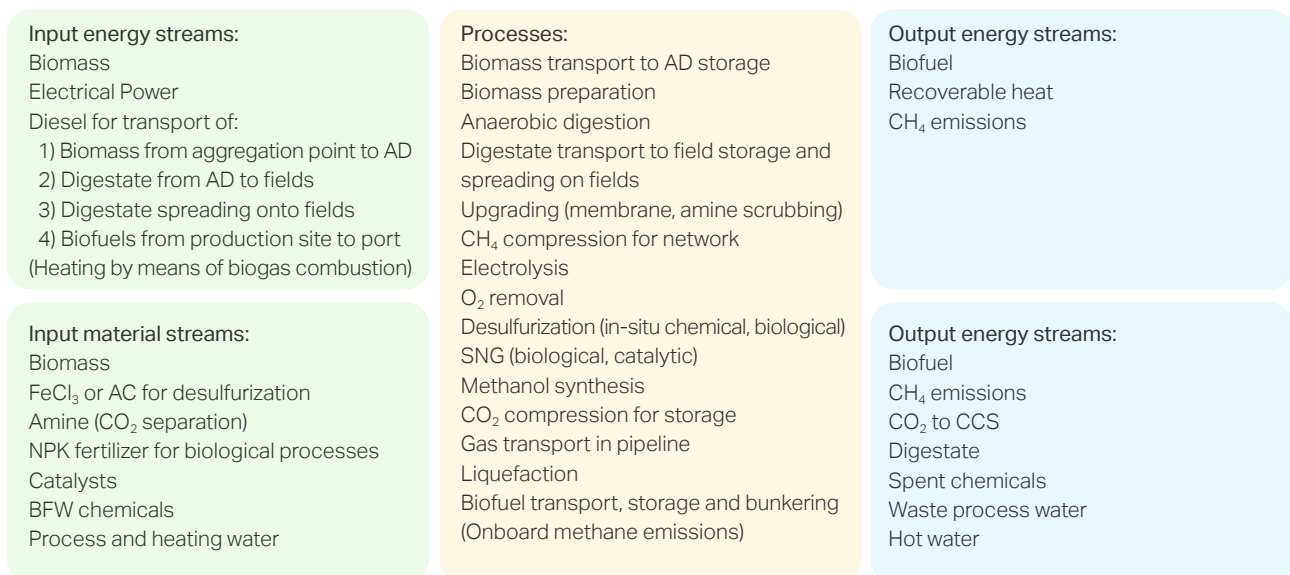 Input energy streams:
Biomass
Electrical Power
Diesel for transport of:
1) Biomass from aggregation point to AD
2) Digestate from AD to fields
3) Digestate spreading onto fields
4) Biofuels from production site to port
(Heating by means of biogas combustion)
Input material streams:
Biomass
FeCl₃ or AC for desulfurization
Amine (CO₂ separation)
NPK fertilizer for biological processes
Catalysts
BFW chemicals
Process and heating water
Processes:
Biomass transport to AD storage
Biomass preparation
Anaerobic digestion
Digestate transport to field storage and
spreading on fields
Upgrading (membrane, amine scrubbing)
CH₄ compression for network
Electrolysis
O₂ removal
Desulfurization (in-situ chemical, biological)
SNG (biological, catalytic)
Methanol synthesis
CO₂ compression for storage
Gas transport in pipeline
Liquefaction
Biofuel transport, storage and bunkering
(Onboard methane emissions)
Output energy streams:
Biofuel
Recoverable heat
CH₄ emissions
Output energy streams:
Biofuel
CH₄ emissions
CO₂ to CCS
Digestate
Spent chemicals
Waste process water
Hot water